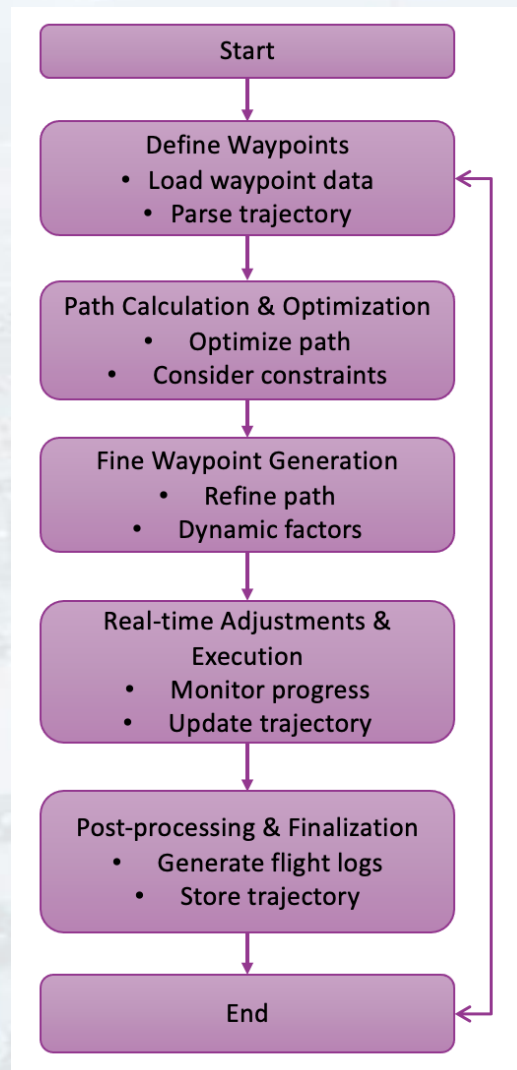 Start
Define Waypoints
• Load waypoint data
• Parse trajectory
Path Calculation & Optimization
• Optimize path
• Consider constraints
Fine Waypoint Generation
• Refine path
• Dynamic factors
Real-time Adjustments &
Execution
• Monitor progress
• Update trajectory
Post-processing & Finalization
• Generate flight logs
• Store trajectory
End